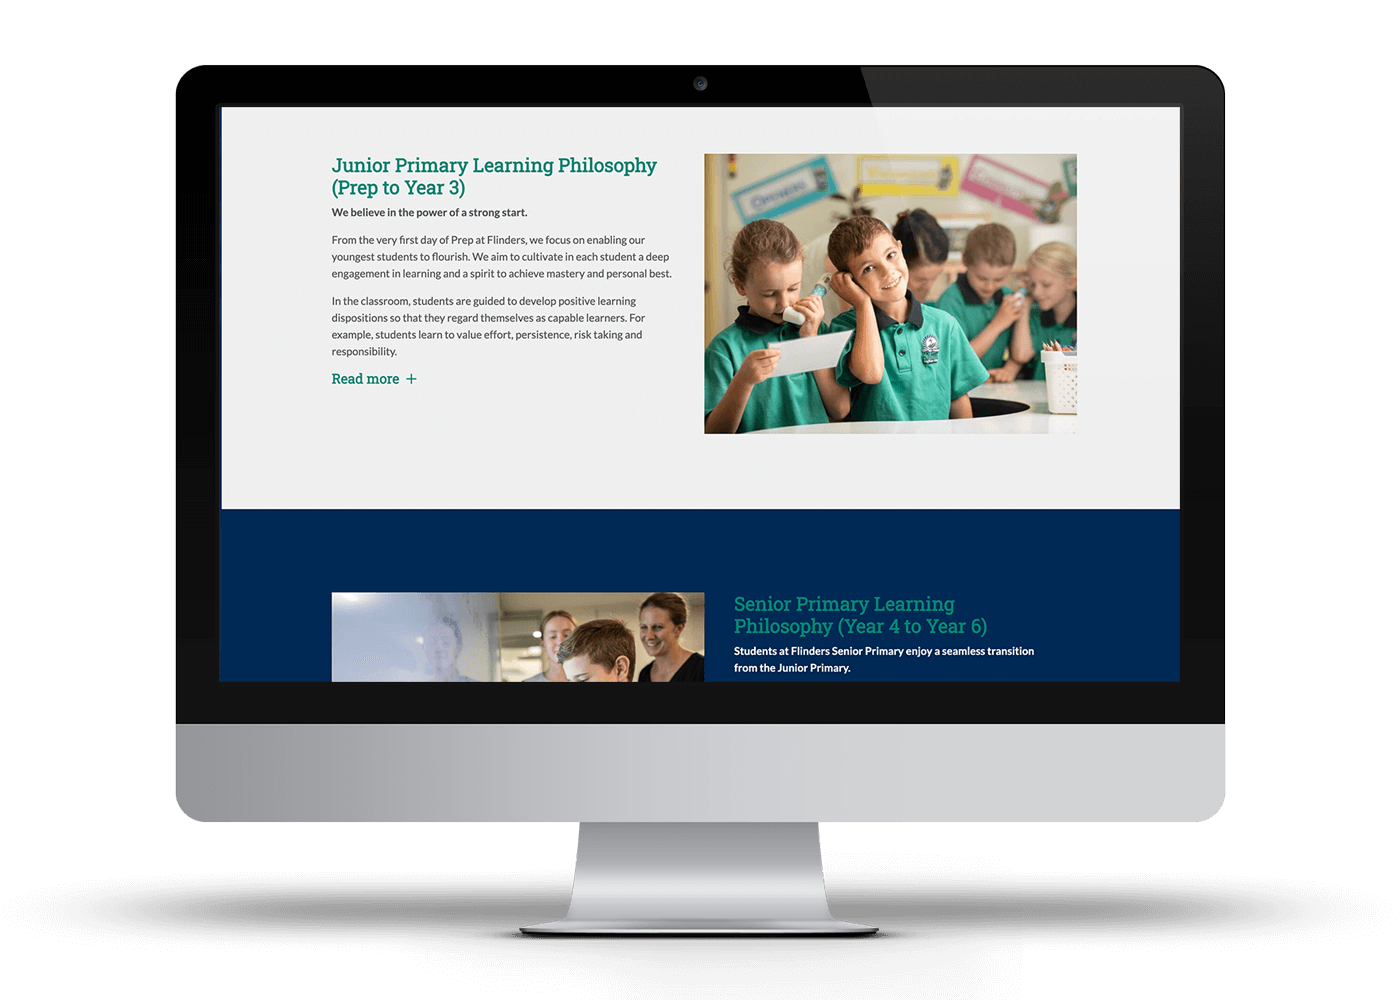 Junior Primary Learning Philosophy
(Prep to Year 3)
We believe in the power of a strong start.
From the very first day of Prep at Flinders, we focus on enabling our
youngest students to flourish. We aim to cultivate in each student a deep
engagement in learning and a spirit to achieve mastery and personal best.
In the classroom, students are guided to develop positive learning
dispositions so that they regard themselves as capable learners. For
example, students learn to value effort, persistence, risk taking and
responsibility.
Read more +
Senior Primary Learning
Philosophy (Year 4 to Year 6)
Students at Flinders Senior Primary enjoy a seamless transition
from the Junior Primary.